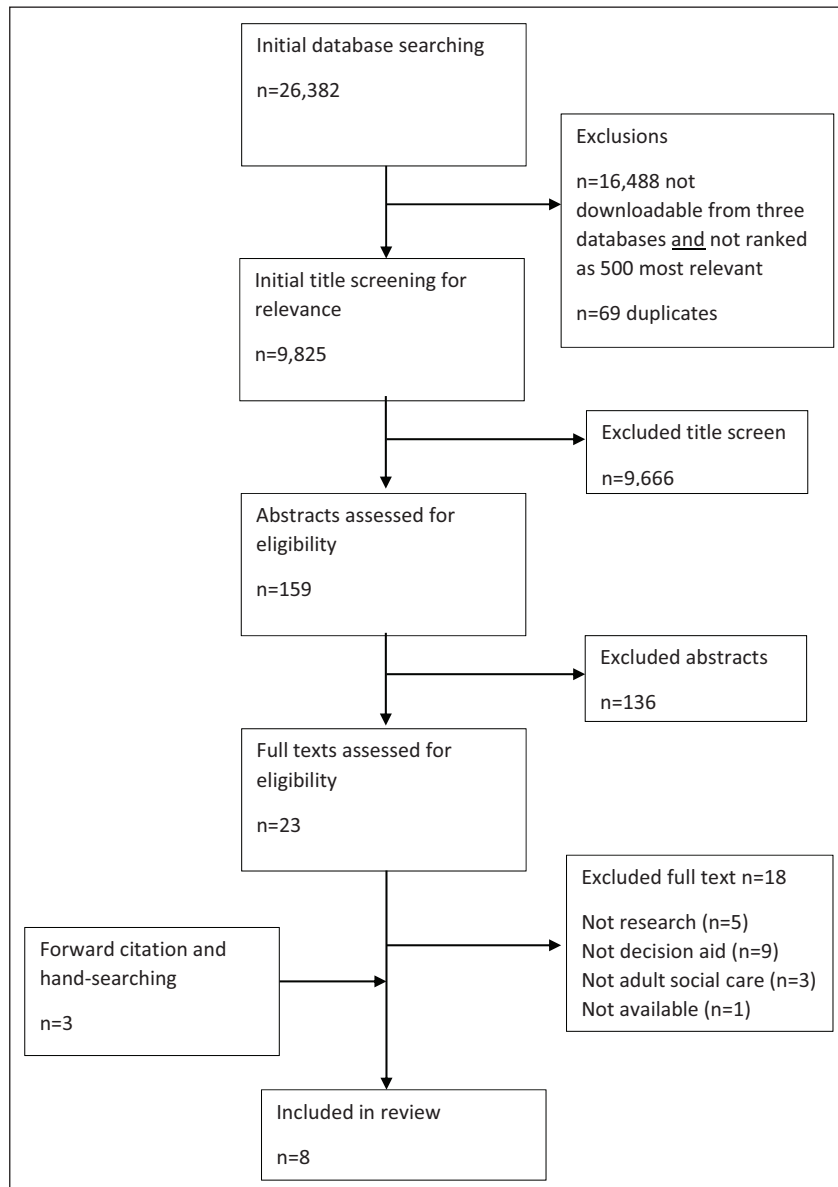 Initial database searching
n=26,382
Exclusions
n=16,488 not
downloadable from three
databases and not ranked
as 500 most relevant
n=69 duplicates
Initial title screening for
relevance
n=9,825
Excluded title screen
n=9,666
Abstracts assessed for
eligibility
n=159
Excluded abstracts
n=136
Full texts assessed for
eligibility
n=23
Excluded full text n=18
Not research (n=5)
Not decision aid (n=9)
Not adult social care (n=3)
Not available (n=1)
Forward citation and
hand-searching
n=3
Included in review
n=8